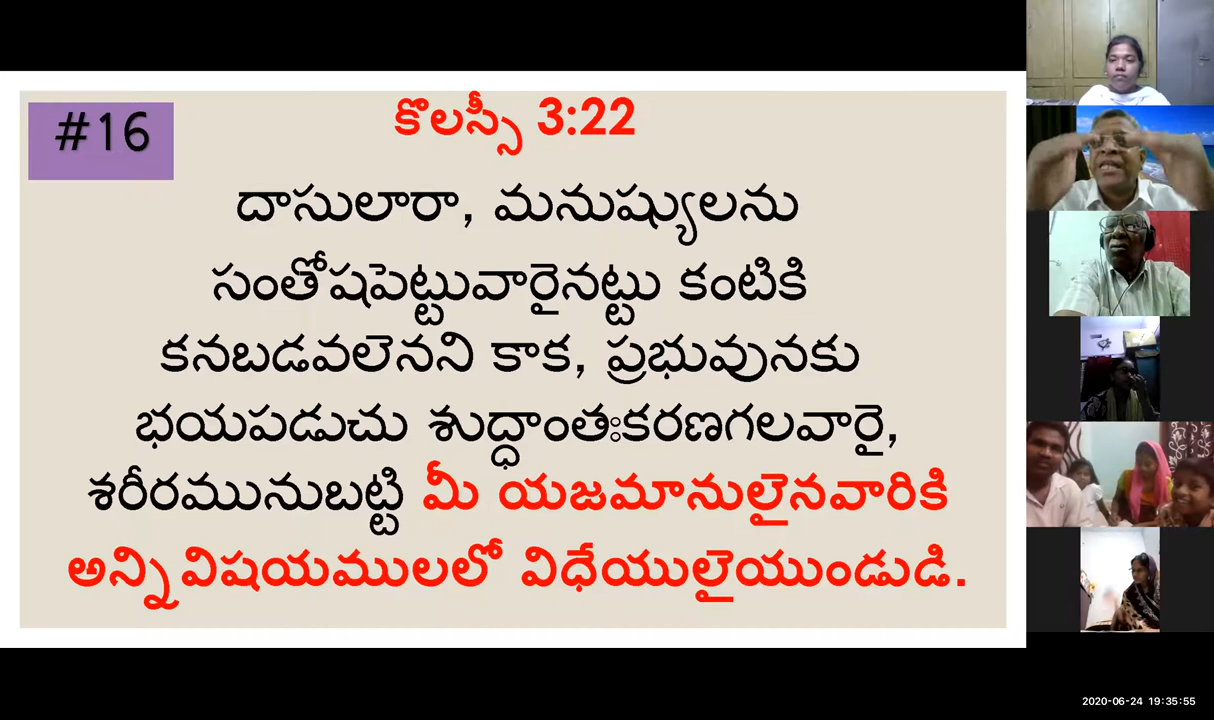 #16
కొలస్సీ 3:22
దాసులారా, మనుష్యులను
సంతోషపెట్టువారైనట్టు కంటికి
కనబడవలెనని కాక, ప్రభువునకు
భయపడుచు శుద్ధాంతఃకరణగలవారై,
శరీరమునుబట్టి మీ యజమానులైనవారికి
అన్నివిషయములలో విధేయులైయుండుడి.
2020-06-24 19:35:55